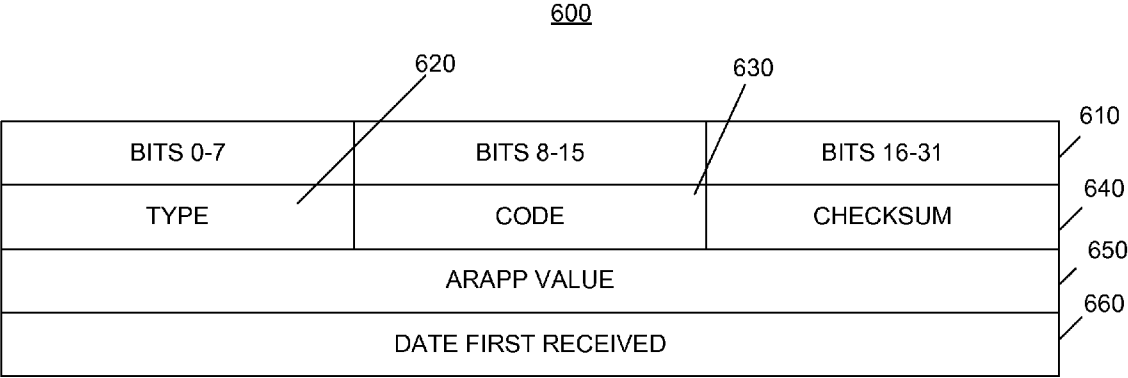 600
620 630
610
BITS 0-7 BITS 8-15 BITS 16-31
640
TYPE CODE CHECKSUM
650
ARAPP VALUE
660
DATE FIRST RECEIVED